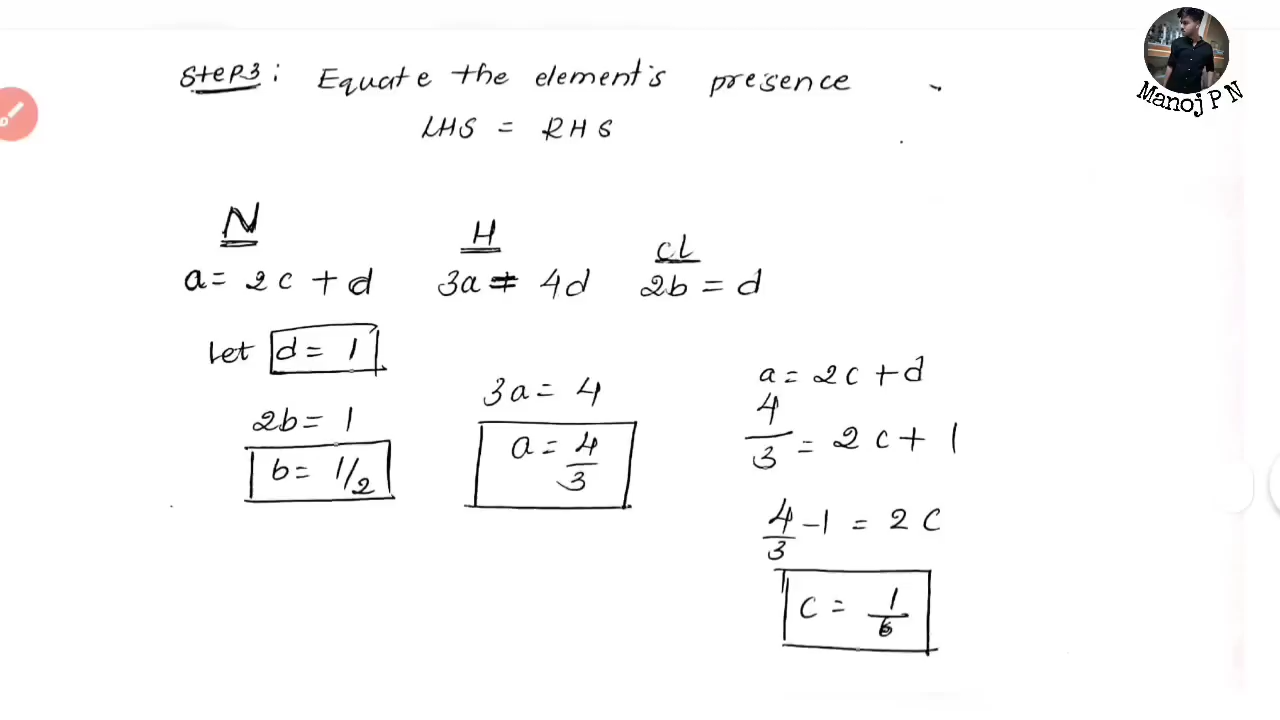 Step3: Equate the element's presence
LHS = RHS
Manoj P N
N
a = 2c + d
H
3a = 4d
CL
2b = d
Let d = 1
2b = 1
b = 1/2
3a = 4
a = 4/3
a = 2c + d
4/3 = 2c + 1
4/3 - 1 = 2c
c = 1/6